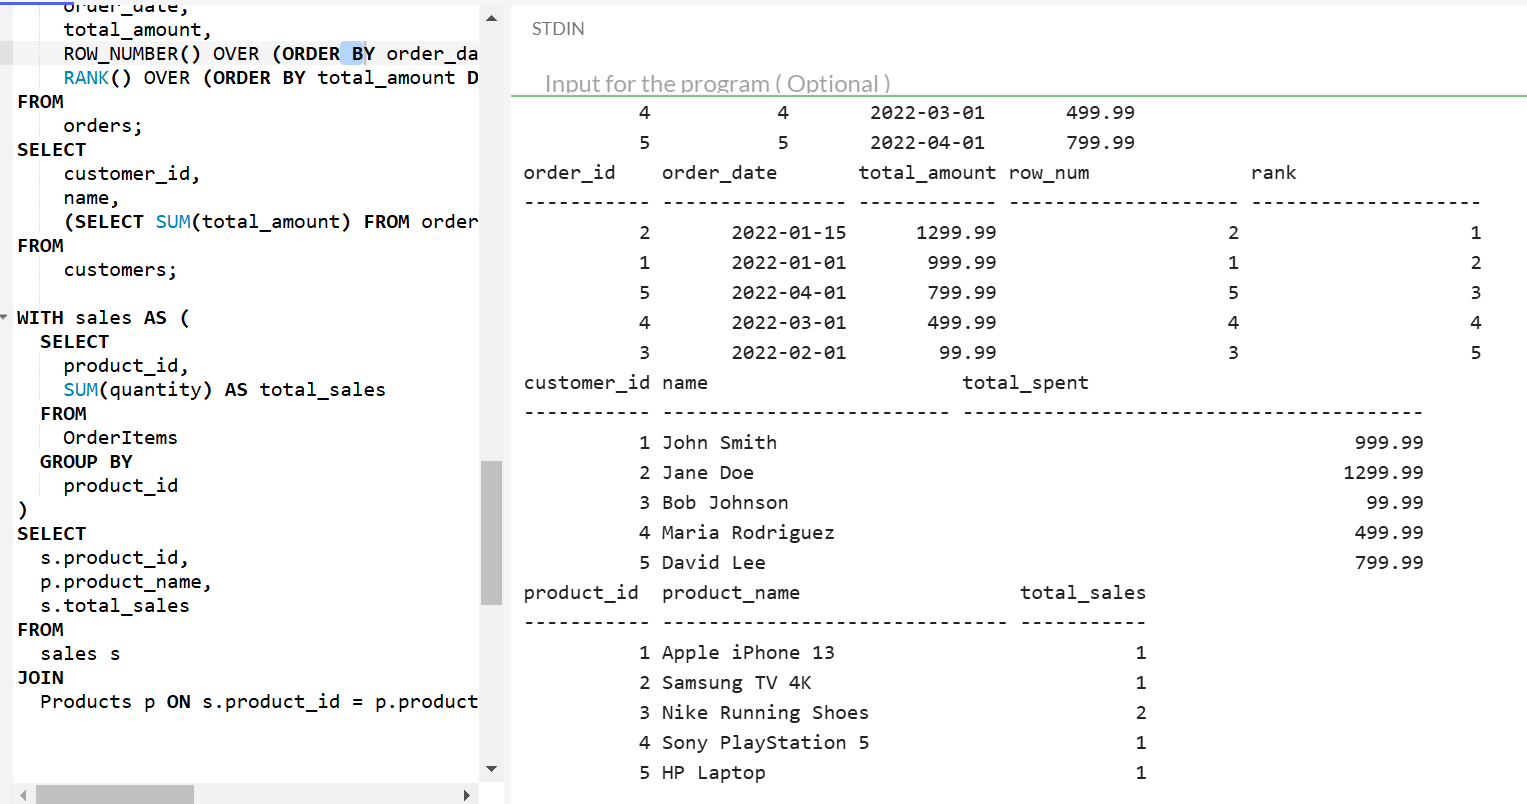 order_date,
total_amount,
ROW_NUMBER() OVER (ORDER BY order_da
RANK() OVER (ORDER BY total_amount D
FROM
orders;
SELECT
customer_id,
name,
(SELECT SUM(total_amount) FROM order
FROM
customers;
WITH sales AS (
SELECT
product_id,
SUM(quantity) AS total_sales
FROM
OrderItems
GROUP BY
product_id
)
SELECT
s.product_id,
p.product_name,
s.total_sales
FROM
sales s
JOIN
Products p ON s.product_id = p.product
STDIN
Input for the program ( Optional )
4 4 2022-03-01 499.99
5 5 2022-04-01 799.99
order_id order_date total_amount row_num rank
----------- ---------------- ------------ -------------------- --------------------
2 2022-01-15 1299.99 2 1
1 2022-01-01 999.99 1 2
5 2022-04-01 799.99 5 3
4 2022-03-01 499.99 4 4
3 2022-02-01 99.99 3 5
customer_id name total_spent
----------- ------------------------- ----------------------------------------
1 John Smith 999.99
2 Jane Doe 1299.99
3 Bob Johnson 99.99
4 Maria Rodriguez 499.99
5 David Lee 799.99
product_id product_name total_sales
----------- ------------------------------ -----------
1 Apple iPhone 13 1
2 Samsung TV 4K 1
3 Nike Running Shoes 2
4 Sony PlayStation 5 1
5 HP Laptop 1